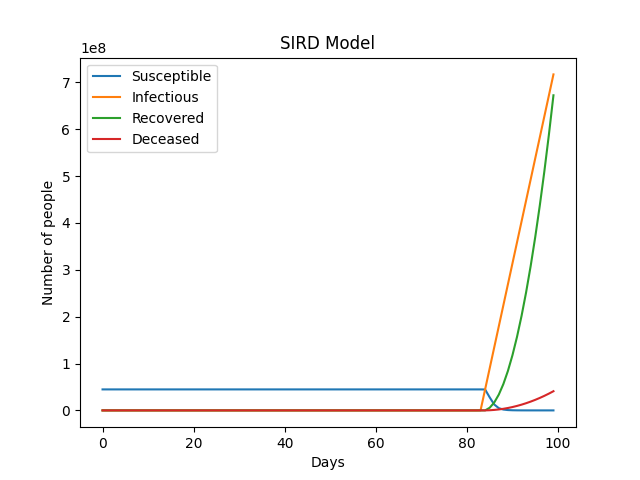 SIRD Model
1e8
Susceptible
Infectious
Recovered
Deceased
7
6
5
4
3
2
1
0
Number of people
0 20 40 60 80 100
Days